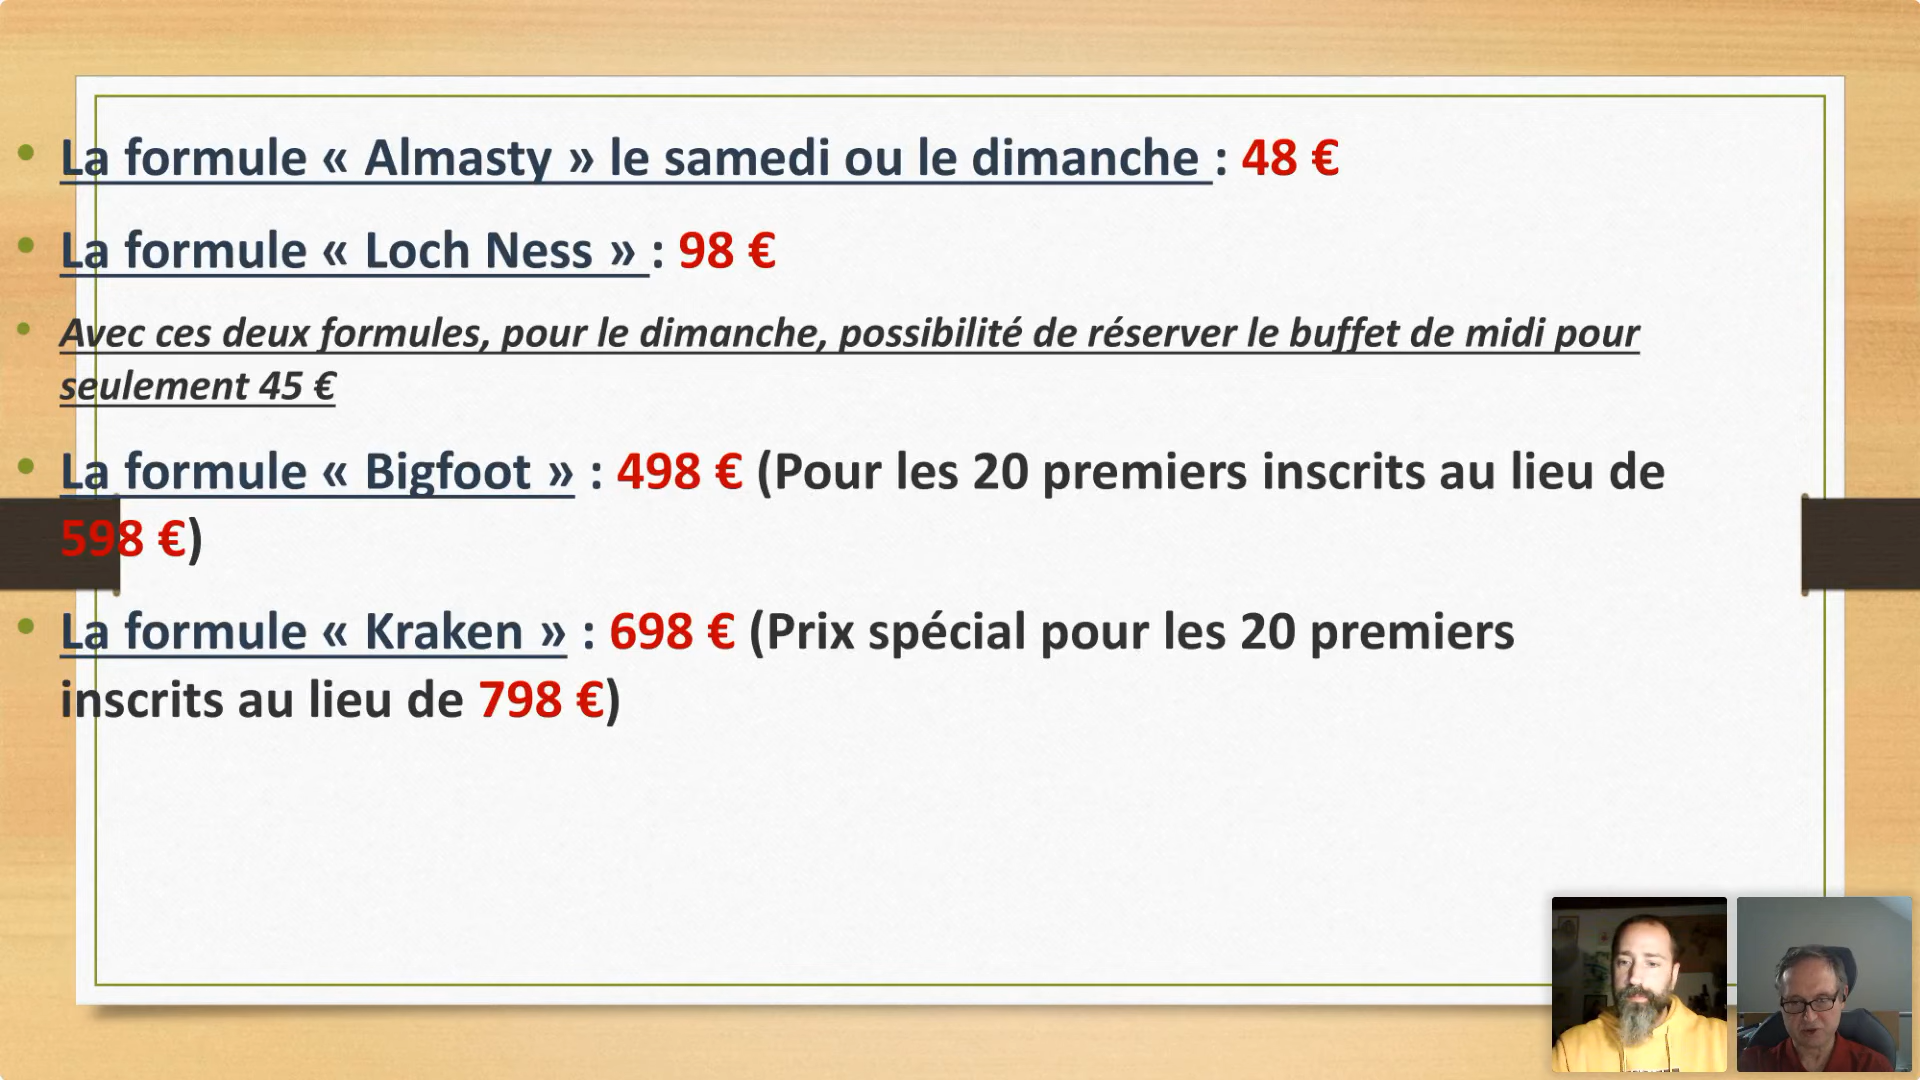 • La formule « Almasty » le samedi ou le dimanche : 48 €
• La formule « Loch Ness » : 98 €
• Avec ces deux formules, pour le dimanche, possibilité de réserver le buffet de midi pour
seulement 45 €
• La formule « Bigfoot » : 498 € (Pour les 20 premiers inscrits au lieu de
598 €)
• La formule « Kraken » : 698 € (Prix spécial pour les 20 premiers
inscrits au lieu de 798 €)